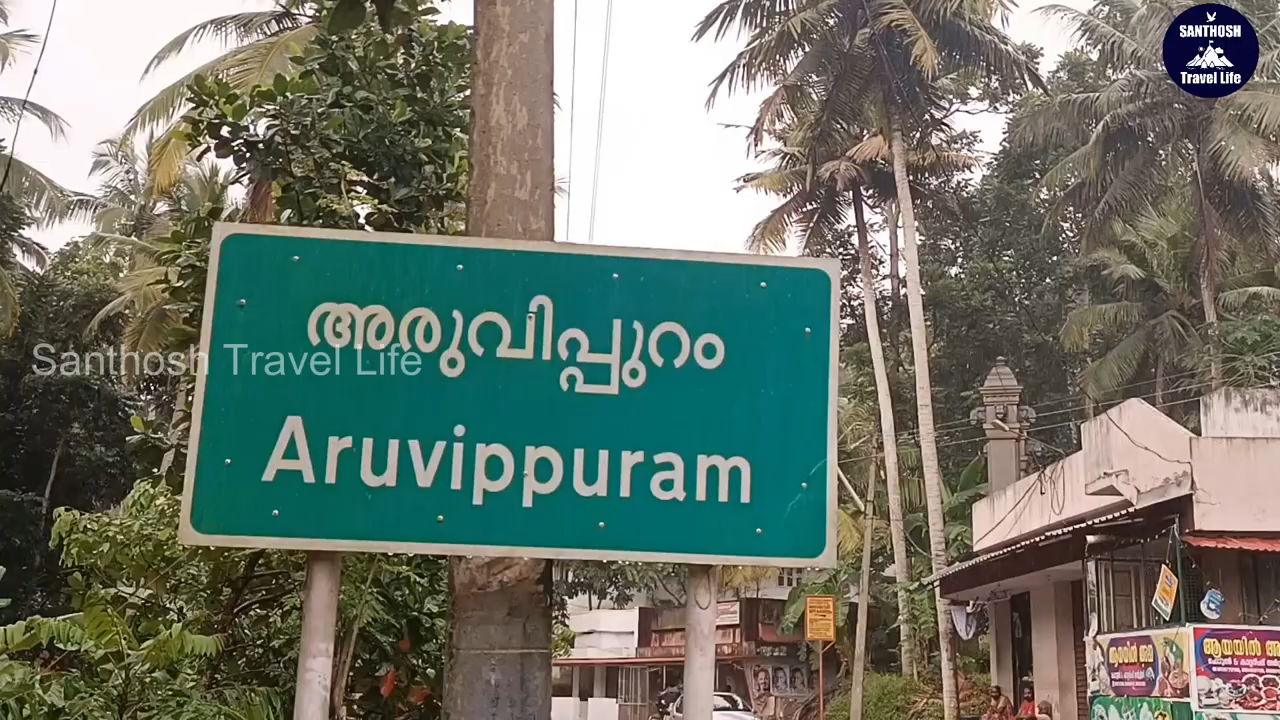 SANTHOSH
Travel Life
അരുവിപ്പുറം
Santhosh Travel Life
Aruvippuram